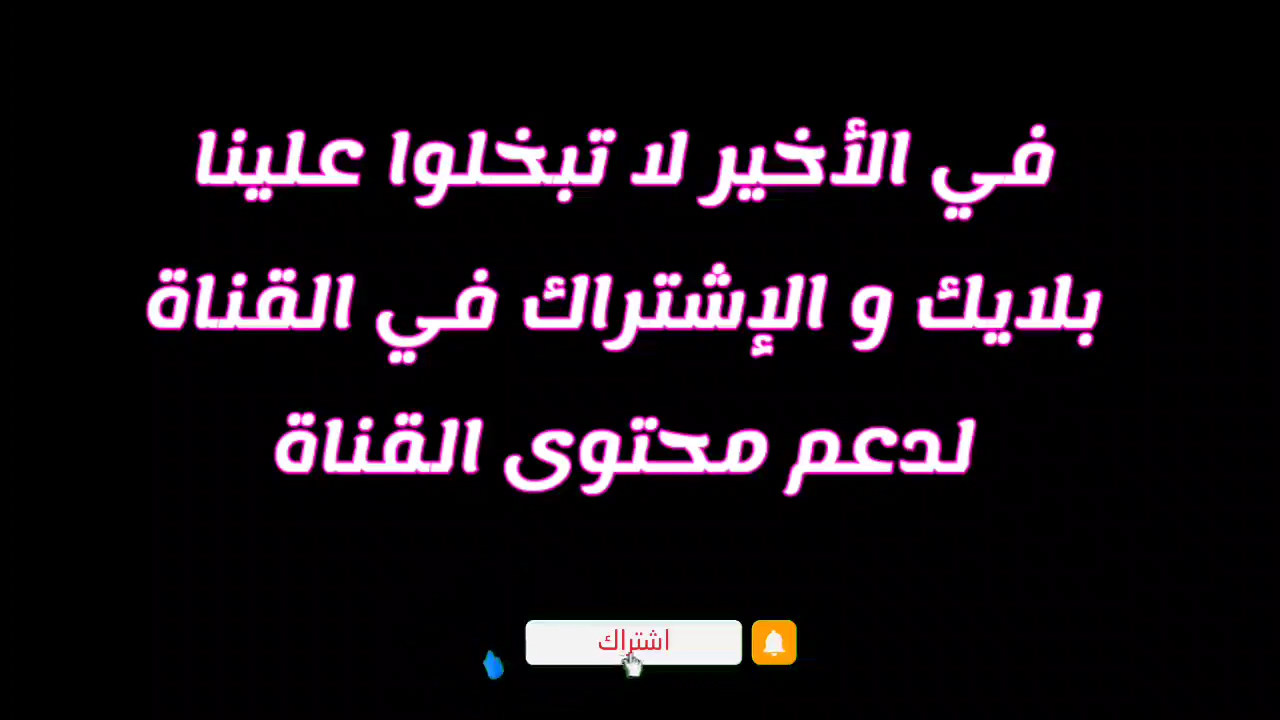 في الأخير لا تبخلوا علينا
بلايك و الإشتراك في القناة
لدعم محتوى القناة
اشتراك